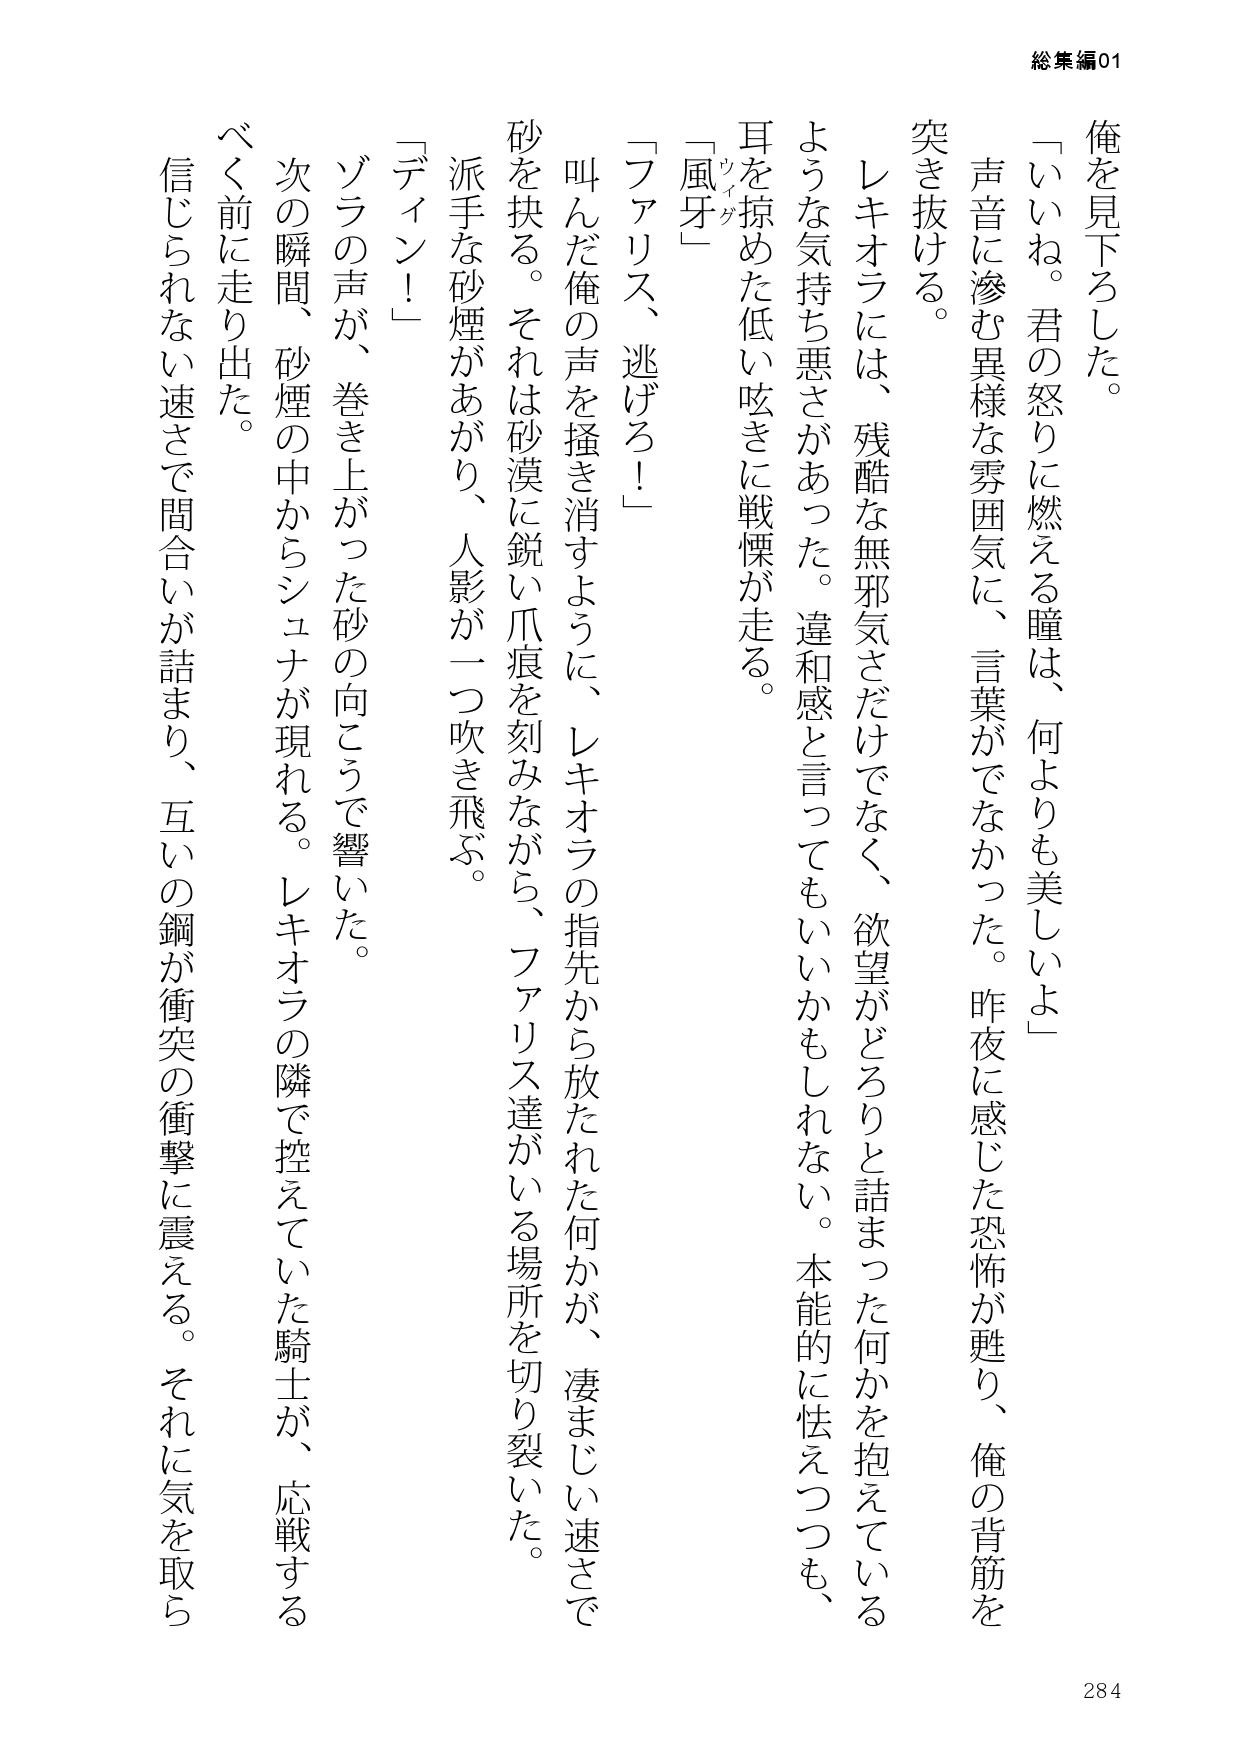 総集編01
俺を見下ろした。
「いいね。君の怒りに燃える瞳は、何よりも美しいよ」
声音に滲む異様な雰囲気に、言葉がでなかった。昨夜に感じた恐怖が甦り、俺の背筋を
突き抜ける。
レキオラには、残酷な無邪気さだけでなく、欲望がどろりと詰まった何かを抱えている
ような気持ち悪さがあった。違和感と言ってもいいかもしれない。本能的に怯えつつも、
耳を掠めた低い呟きに戦慄が走る。
ウイグ
「風牙」
「ファリス、逃げろ！」
叫んだ俺の声を掻き消すように、レキオラの指先から放たれた何かが、凄まじい速さで
砂を抉る。それは砂漠に鋭い爪痕を刻みながら、ファリス達がいる場所を切り裂いた。
派手な砂煙があがり、人影が一つ吹き飛ぶ。
「ディン！」
ゾラの声が、巻き上がった砂の向こうで響いた。
次の瞬間、砂煙の中からシュナが現れる。レキオラの隣で控えていた騎士が、応戦する
べく前に走り出た。
信じられない速さで間合いが詰まり、互いの鋼が衝突の衝撃に震える。それに気を取ら
284